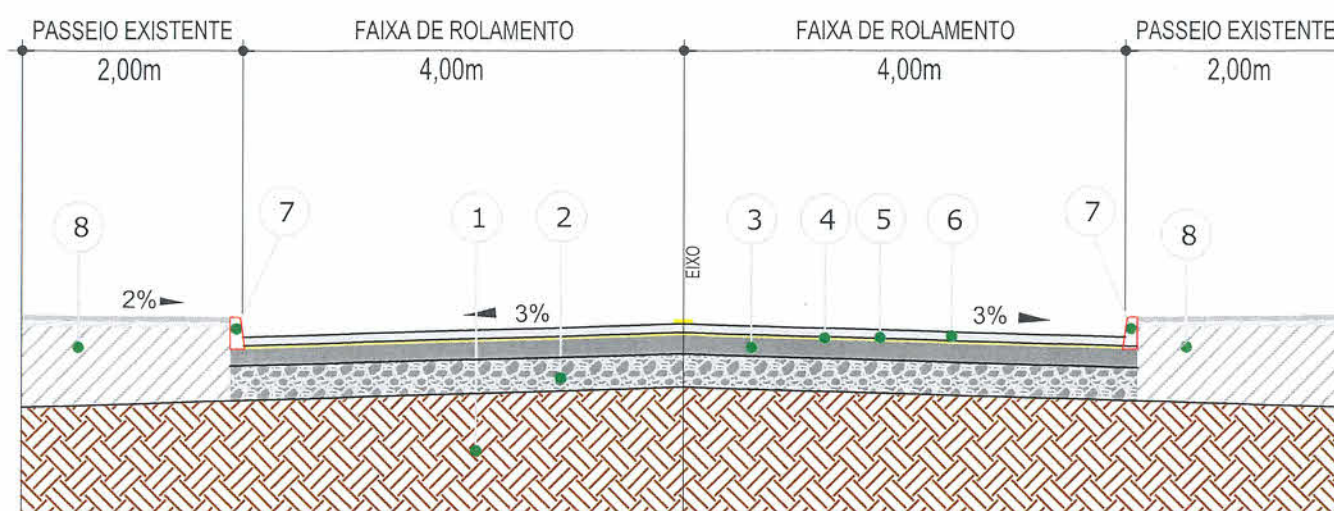 PASSEIO EXISTENTE FAIXA DE ROLAMENTO FAIXA DE ROLAMENTO PASSEIO EXISTENTE
2,00m 4,00m 4,00m 2,00m
8 7 1 2 3 4 5 6 7 8
EIXO
2% 3% 3%